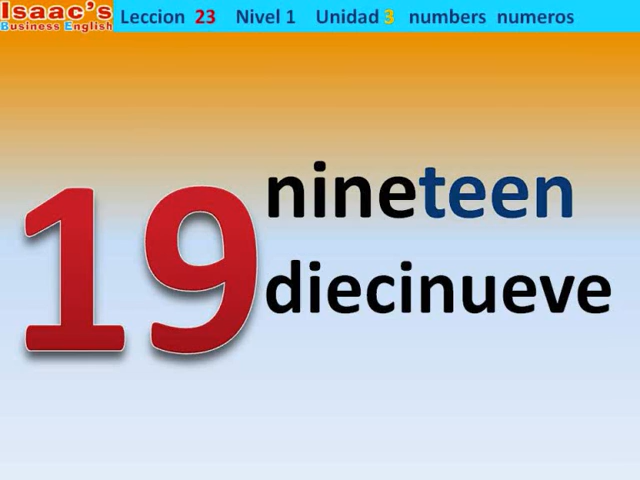 Isaac's
Business English
Leccion 23 Nivel 1 Unidad 3 numbers numeros
19
nineteen
diecinueve